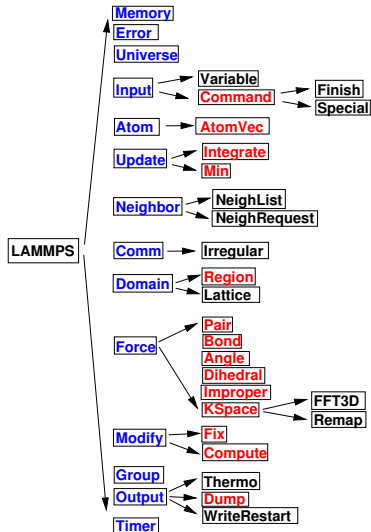 Memory
Error
Universe
Input
Variable
Command
Finish
Special
Atom
AtomVec
Update
Integrate
Min
Neighbor
NeighList
NeighRequest
LAMMPS
Comm
Irregular
Domain
Region
Lattice
Force
Pair
Bond
Angle
Dihedral
Improper
KSpace
FFT3D
Remap
Modify
Fix
Compute
Group
Output
Thermo
Dump
WriteRestart
Timer